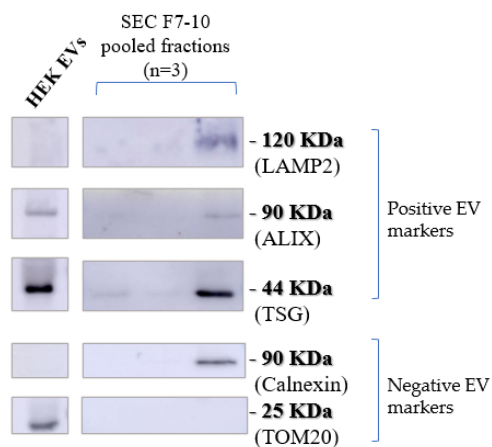 HEK EVs
SEC F7-10
pooled fractions
(n=3)
- 120 KDa
(LAMP2)
- 90 KDa
(ALIX)
- 44 KDa
(TSG)
Positive EV
markers
- 90 KDa
(Calnexin)
- 25 KDa
(TOM20)
Negative EV
markers